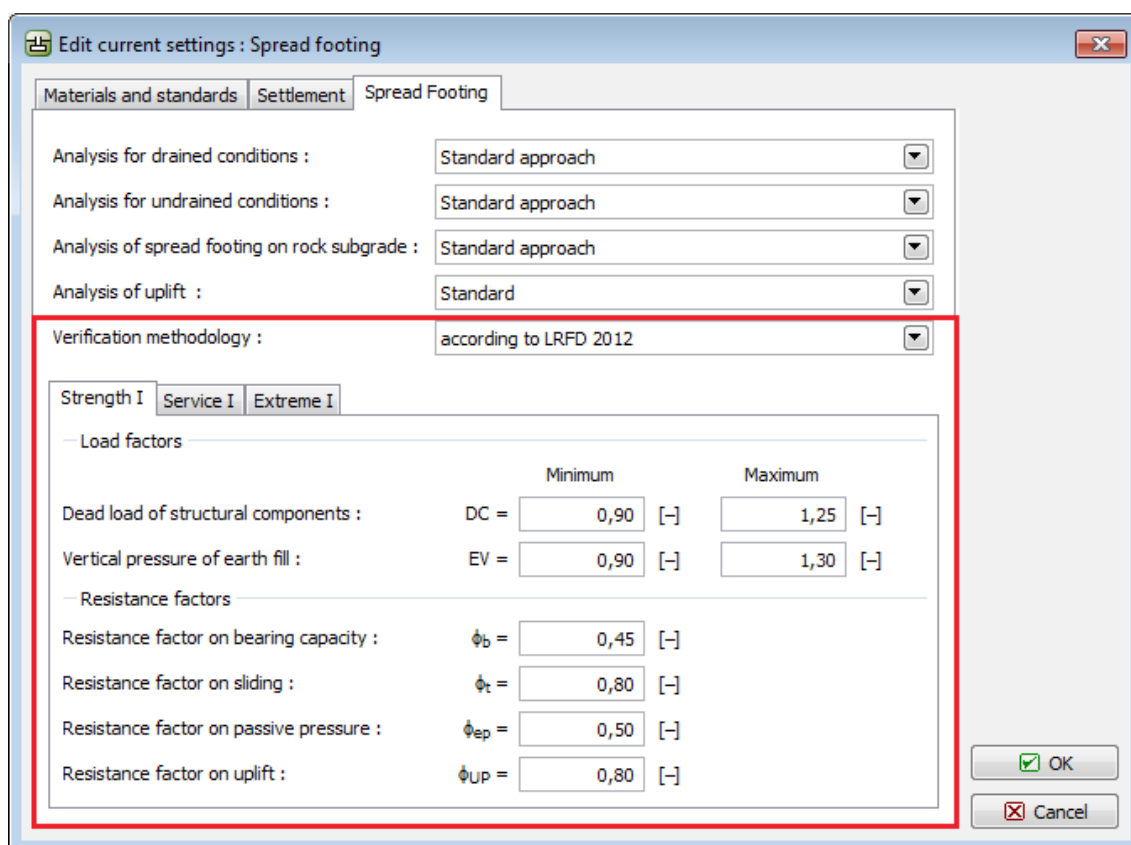 Edit current settings : Spread footing
Materials and standards Settlement Spread Footing
Analysis for drained conditions : Standard approach
Analysis for undrained conditions : Standard approach
Analysis of spread footing on rock subgrade : Standard approach
Analysis of uplift : Standard
Verification methodology : according to LRFD 2012
Strength I Service I Extreme I
Load factors
Minimum Maximum
Dead load of structural components : DC = 0,90 [–] 1,25 [–]
Vertical pressure of earth fill : EV = 0,90 [–] 1,30 [–]
Resistance factors
Resistance factor on bearing capacity : ϕb = 0,45 [–]
Resistance factor on sliding : ϕt = 0,80 [–]
Resistance factor on passive pressure : ϕep = 0,50 [–]
Resistance factor on uplift : ϕUP = 0,80 [–]
OK
Cancel